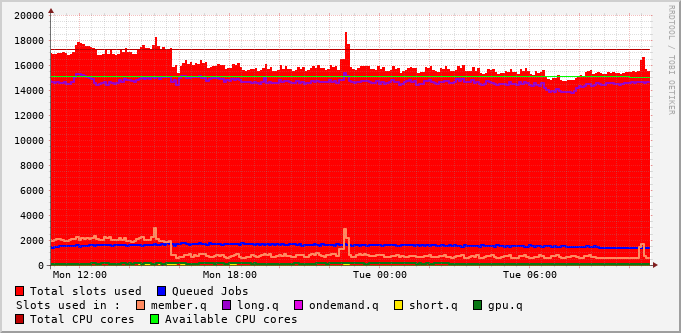 20000
18000
16000
14000
12000
10000
8000
6000
4000
2000
0
Mon 12:00 Mon 18:00 Tue 00:00 Tue 06:00
RRDTOOL / TOBI OETIKER
Total slots used Queued Jobs
Slots used in : member.q long.q ondemand.q short.q gpu.q
Total CPU cores Available CPU cores